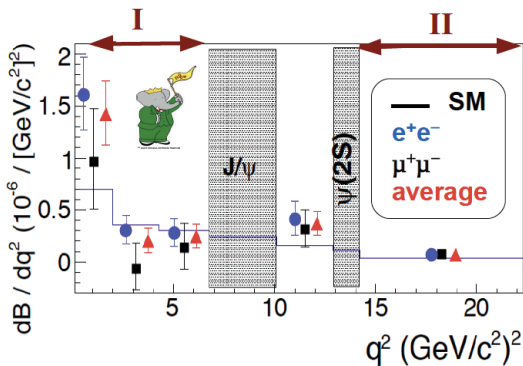 I
II
dB / dq² (10⁻⁶ / [GeV/c²]²)
2
1.5
1
0.5
0
J/ψ
ψ(2S)
SM
e⁺e⁻
μ⁺μ⁻
average
5
10
15
20
q² (GeV/c²)²